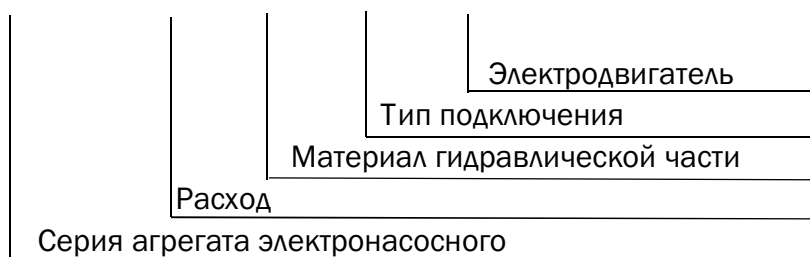 Электродвигатель
Тип подключения
Материал гидравлической части
Расход
Серия агрегата электронасосного